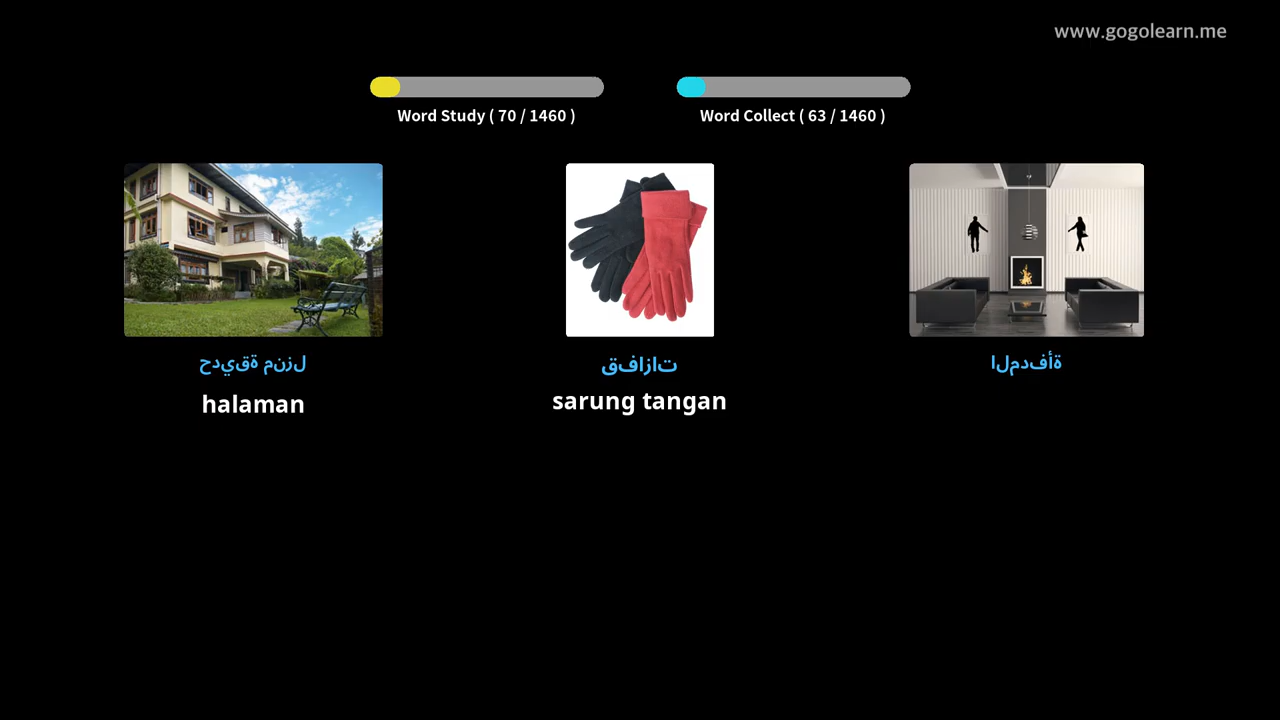 www.gogolearn.me
Word Study ( 70 / 1460 )
Word Collect ( 63 / 1460 )
حديقة منزل
halaman
قفازات
sarung tangan
المدفأة